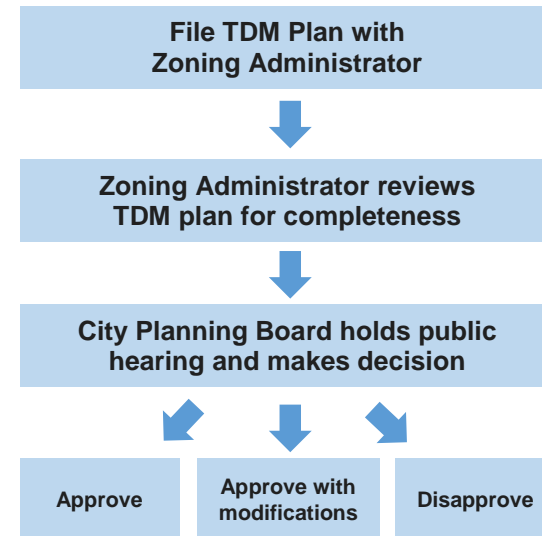 File TDM Plan with
Zoning Administrator
Zoning Administrator reviews
TDM plan for completeness
City Planning Board holds public
hearing and makes decision
Approve
Approve with
modifications
Disapprove